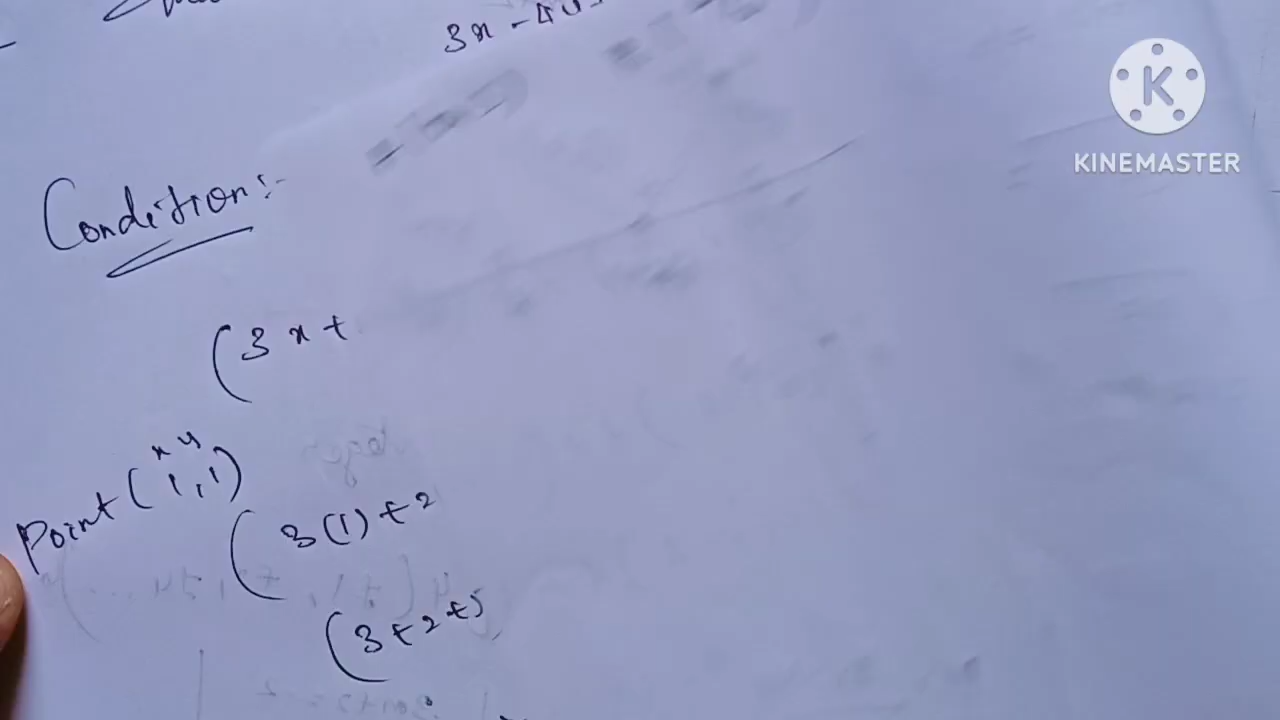 3x - 4y
KINEMASTER
Condition :-
(3x +
x y
Point (1, 1)
(3(1) + 2
(3 + 2 + 5